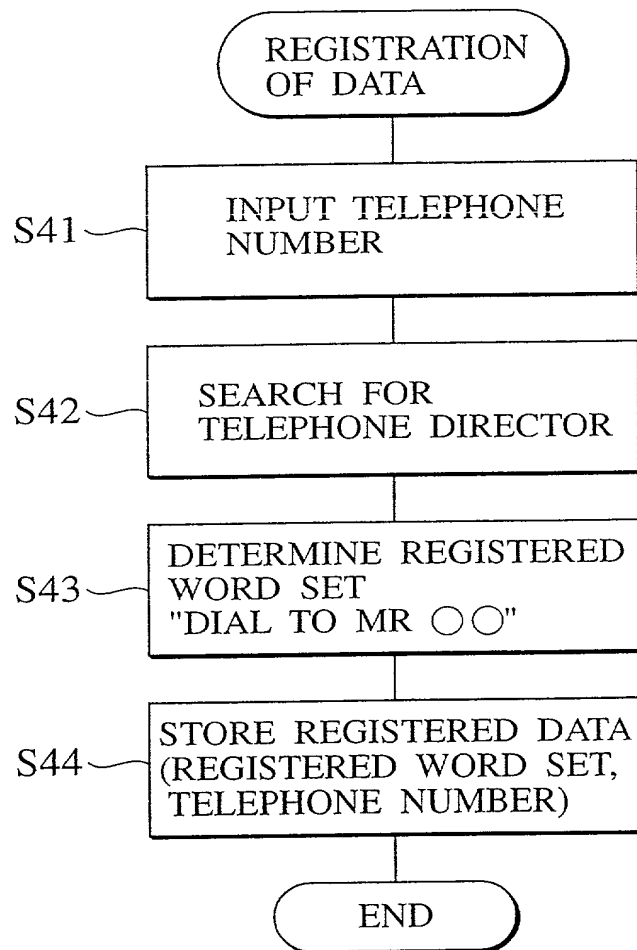 REGISTRATION
OF DATA
S41
INPUT TELEPHONE
NUMBER
S42
SEARCH FOR
TELEPHONE DIRECTOR
S43
DETERMINE REGISTERED
WORD SET
"DIAL TO MR ○○"
S44
STORE REGISTERED DATA
(REGISTERED WORD SET,
TELEPHONE NUMBER)
END